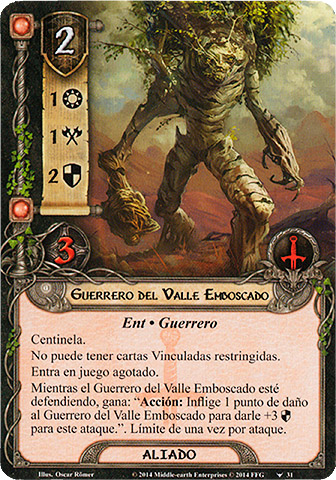 2
1
1
2
3
Guerrero del Valle Emboscado
Ent • Guerrero
Centinela.
No puede tener cartas Vinculadas restringidas.
Entra en juego agotado.
Mientras el Guerrero del Valle Emboscado esté
defendiendo, gana: “Acción: Inflige 1 punto de daño
al Guerrero del Valle Emboscado para darle +3
para este ataque.”. Límite de una vez por ataque.
ALIADO
Illus. Oscar Römer
© 2014 Middle-earth Enterprises © 2014 FFG
31